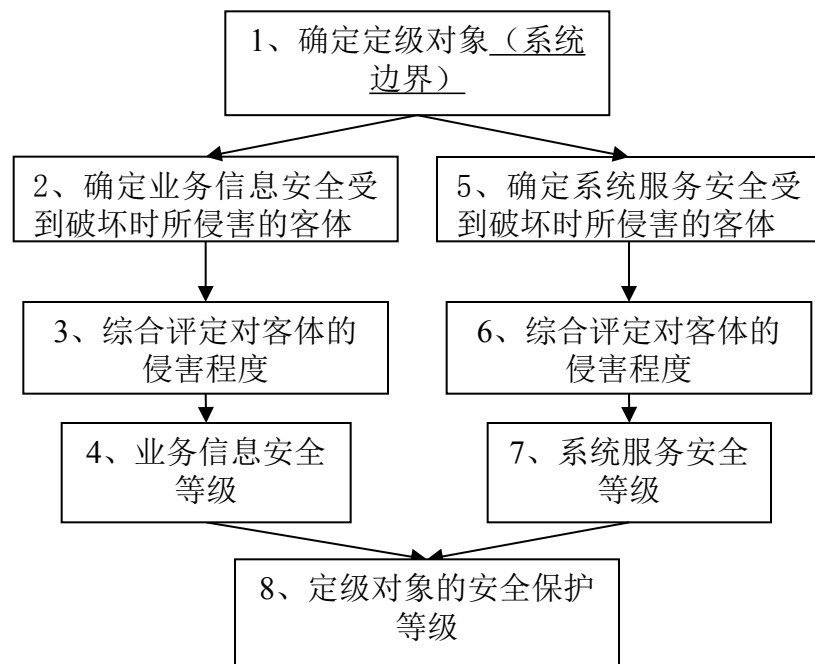 1、确定定级对象（系统
边界）
2、确定业务信息安全受
到破坏时所侵害的客体
5、确定系统服务安全受
到破坏时所侵害的客体
3、综合评定对客体的
侵害程度
6、综合评定对客体的
侵害程度
4、业务信息安全
等级
7、系统服务安全
等级
8、定级对象的安全保护
等级